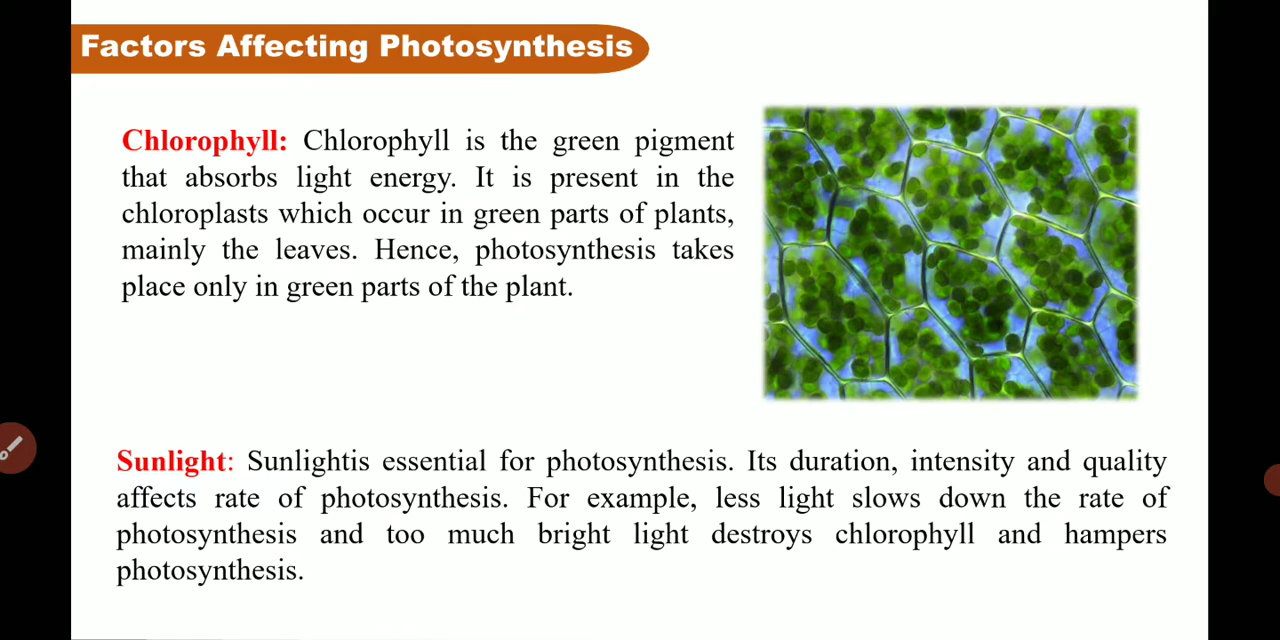 Factors Affecting Photosynthesis
Chlorophyll: Chlorophyll is the green pigment
that absorbs light energy. It is present in the
chloroplasts which occur in green parts of plants,
mainly the leaves. Hence, photosynthesis takes
place only in green parts of the plant.
Sunlight: Sunlightis essential for photosynthesis. Its duration, intensity and quality
affects rate of photosynthesis. For example, less light slows down the rate of
photosynthesis and too much bright light destroys chlorophyll and hampers
photosynthesis.